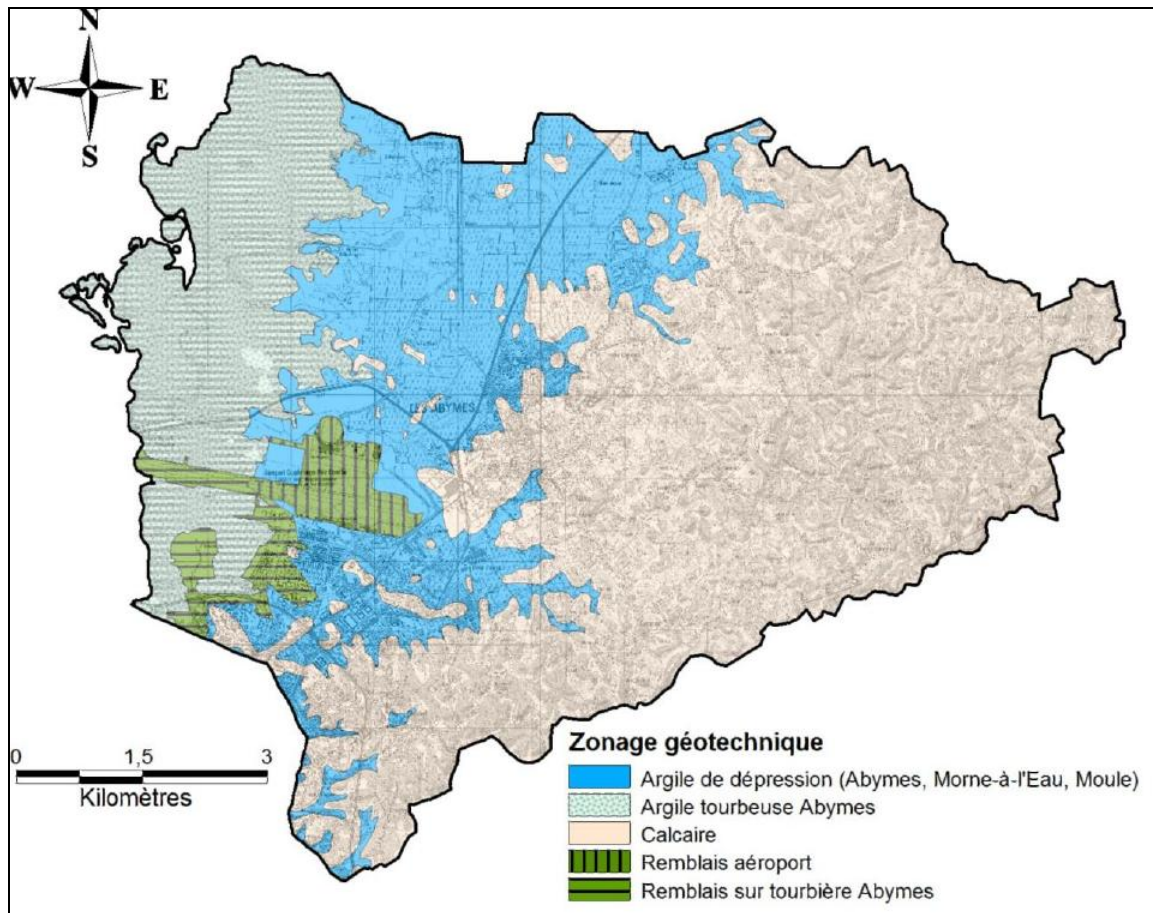 N
W E
S
LES ABYMES
0 1,5 3
Kilomètres
Zonage géotechnique
Argile de dépression (Abymes, Morne-à-l'Eau, Moule)
Argile tourbeuse Abymes
Calcaire
Remblais aéroport
Remblais sur tourbière Abymes